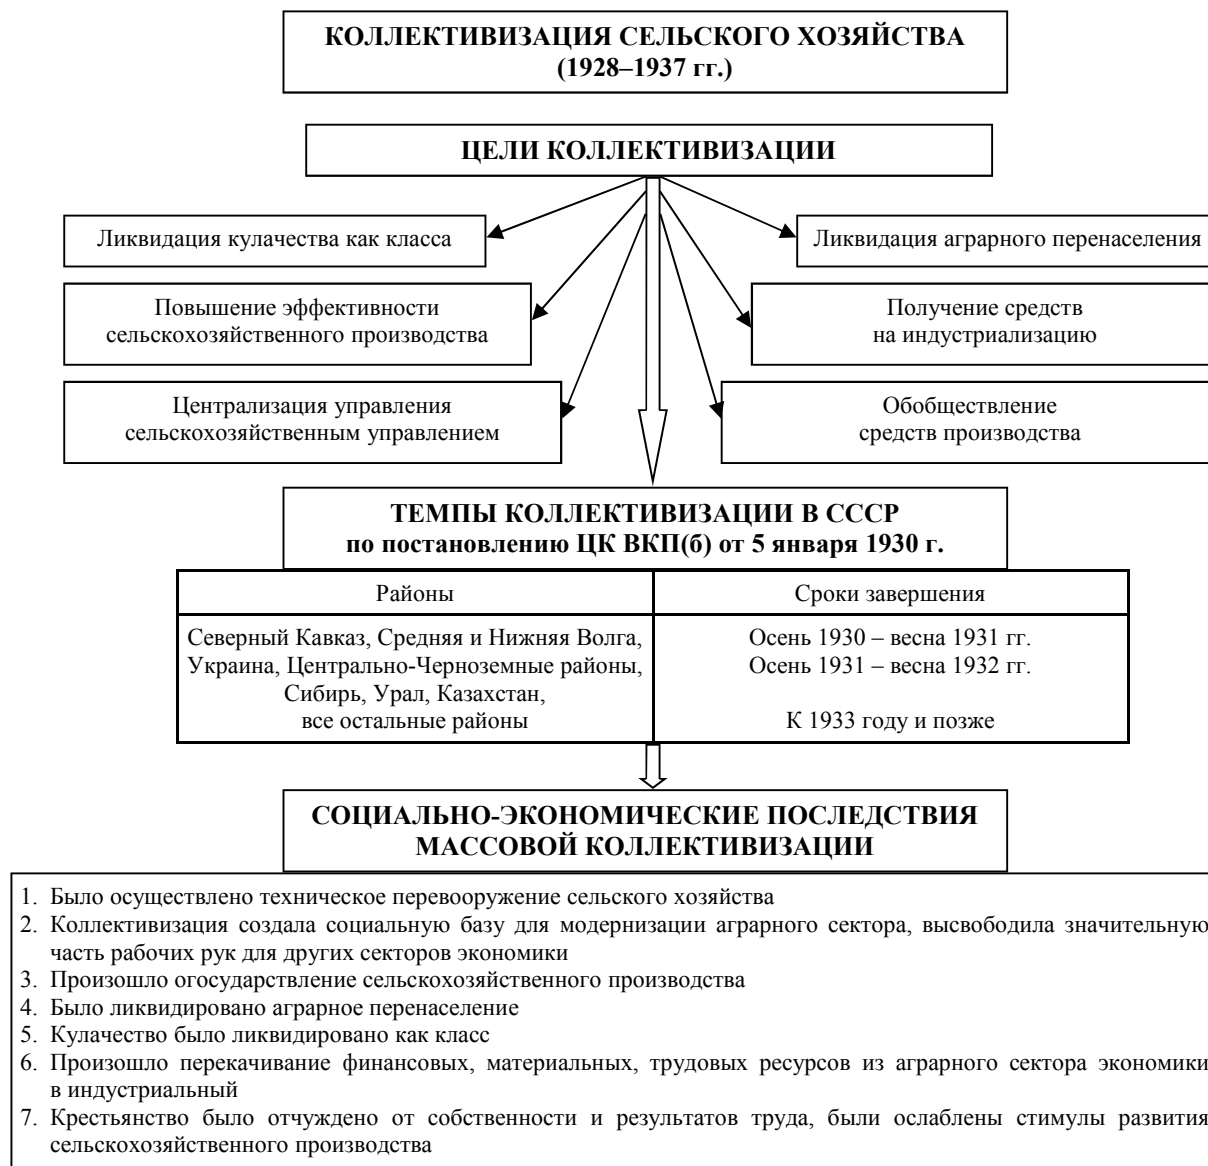 КОЛЛЕКТИВИЗАЦИЯ СЕЛЬСКОГО ХОЗЯЙСТВА
(1928–1937 гг.)
ЦЕЛИ КОЛЛЕКТИВИЗАЦИИ
Ликвидация кулачества как класса
Ликвидация аграрного перенаселения
Повышение эффективности
сельскохозяйственного производства
Получение средств
на индустриализацию
Централизация управления
сельскохозяйственным управлением
Обобществление
средств производства
ТЕМПЫ КОЛЛЕКТИВИЗАЦИИ В СССР
по постановлению ЦК ВКП(б) от 5 января 1930 г.
Районы
Сроки завершения
Северный Кавказ, Средняя и Нижняя Волга,
Украина, Центрально-Черноземные районы,
Сибирь, Урал, Казахстан,
все остальные районы
Осень 1930 – весна 1931 гг.
Осень 1931 – весна 1932 гг.
К 1933 году и позже
СОЦИАЛЬНО-ЭКОНОМИЧЕСКИЕ ПОСЛЕДСТВИЯ
МАССОВОЙ КОЛЛЕКТИВИЗАЦИИ
1. Было осуществлено техническое перевооружение сельского хозяйства
2. Коллективизация создала социальную базу для модернизации аграрного сектора, высвободила значительную
часть рабочих рук для других секторов экономики
3. Произошло огосударствление сельскохозяйственного производства
4. Было ликвидировано аграрное перенаселение
5. Кулачество было ликвидировано как класс
6. Произошло перекачивание финансовых, материальных, трудовых ресурсов из аграрного сектора экономики
в индустриальный
7. Крестьянство было отчуждено от собственности и результатов труда, были ослаблены стимулы развития
сельскохозяйственного производства